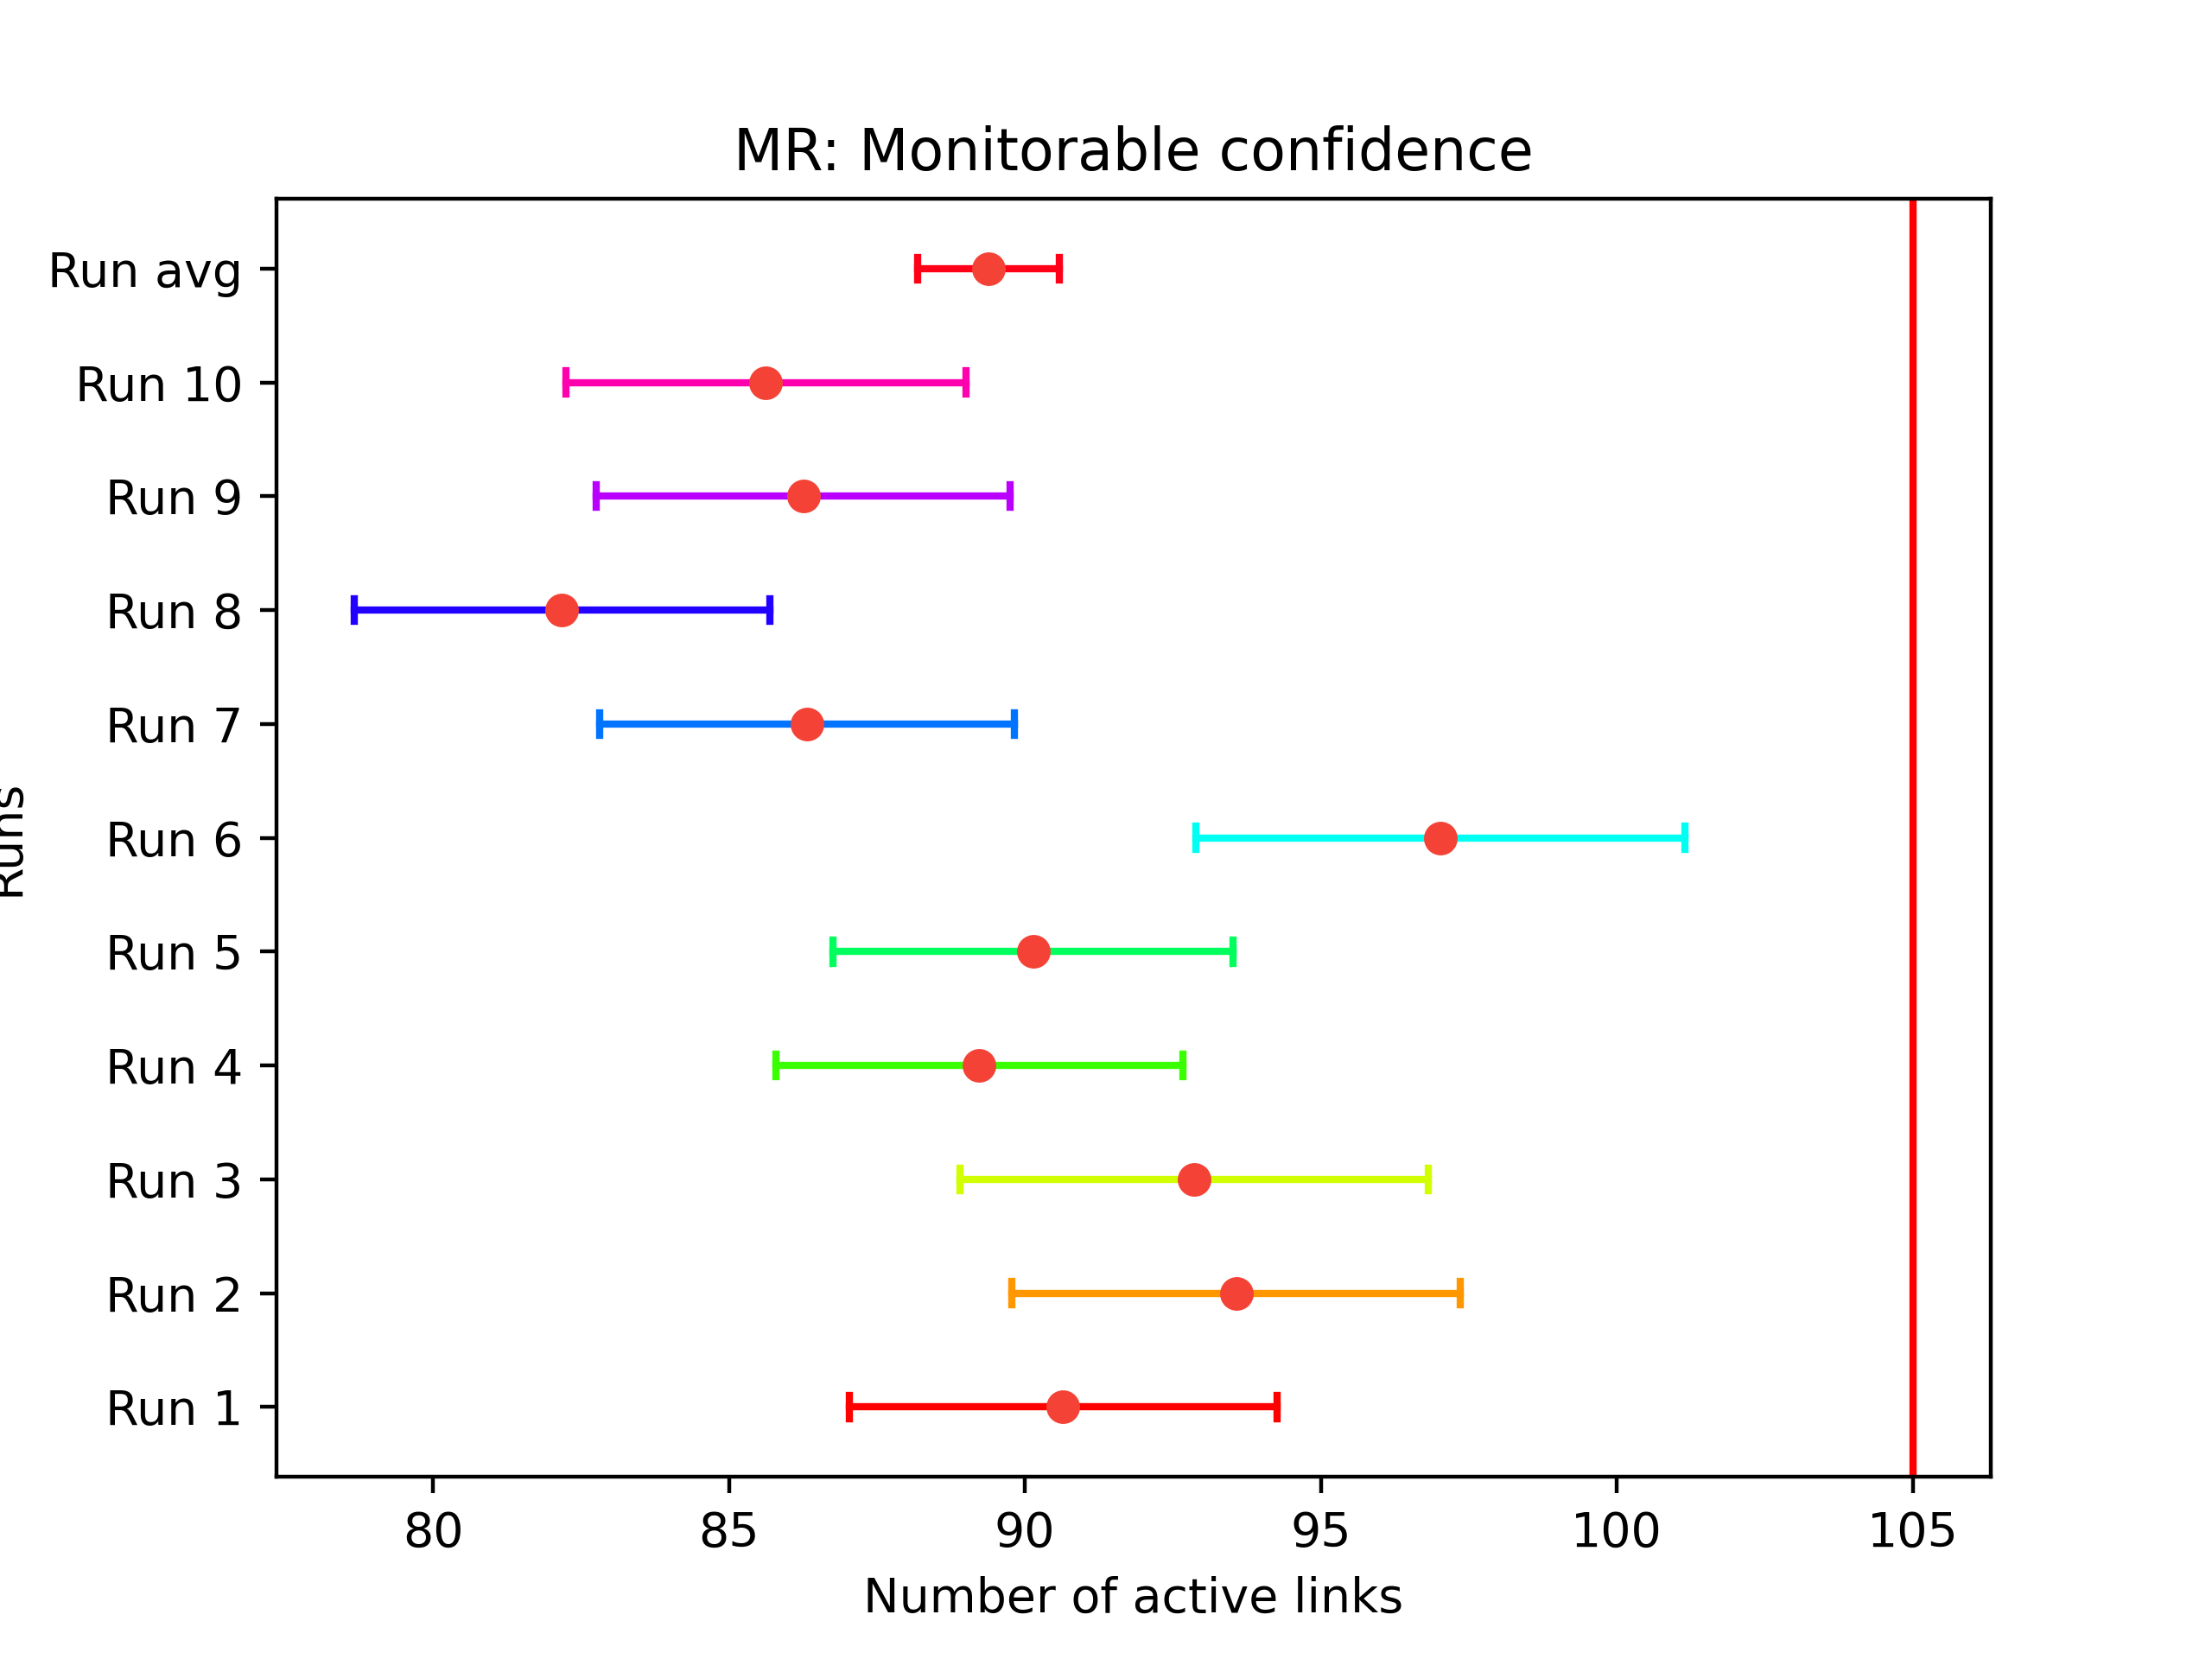 MR: Monitorable confidence
Run avg
Run 10
Run 9
Run 8
Run 7
Run 6
Run 5
Run 4
Run 3
Run 2
Run 1
Runs
80 85 90 95 100 105
Number of active links